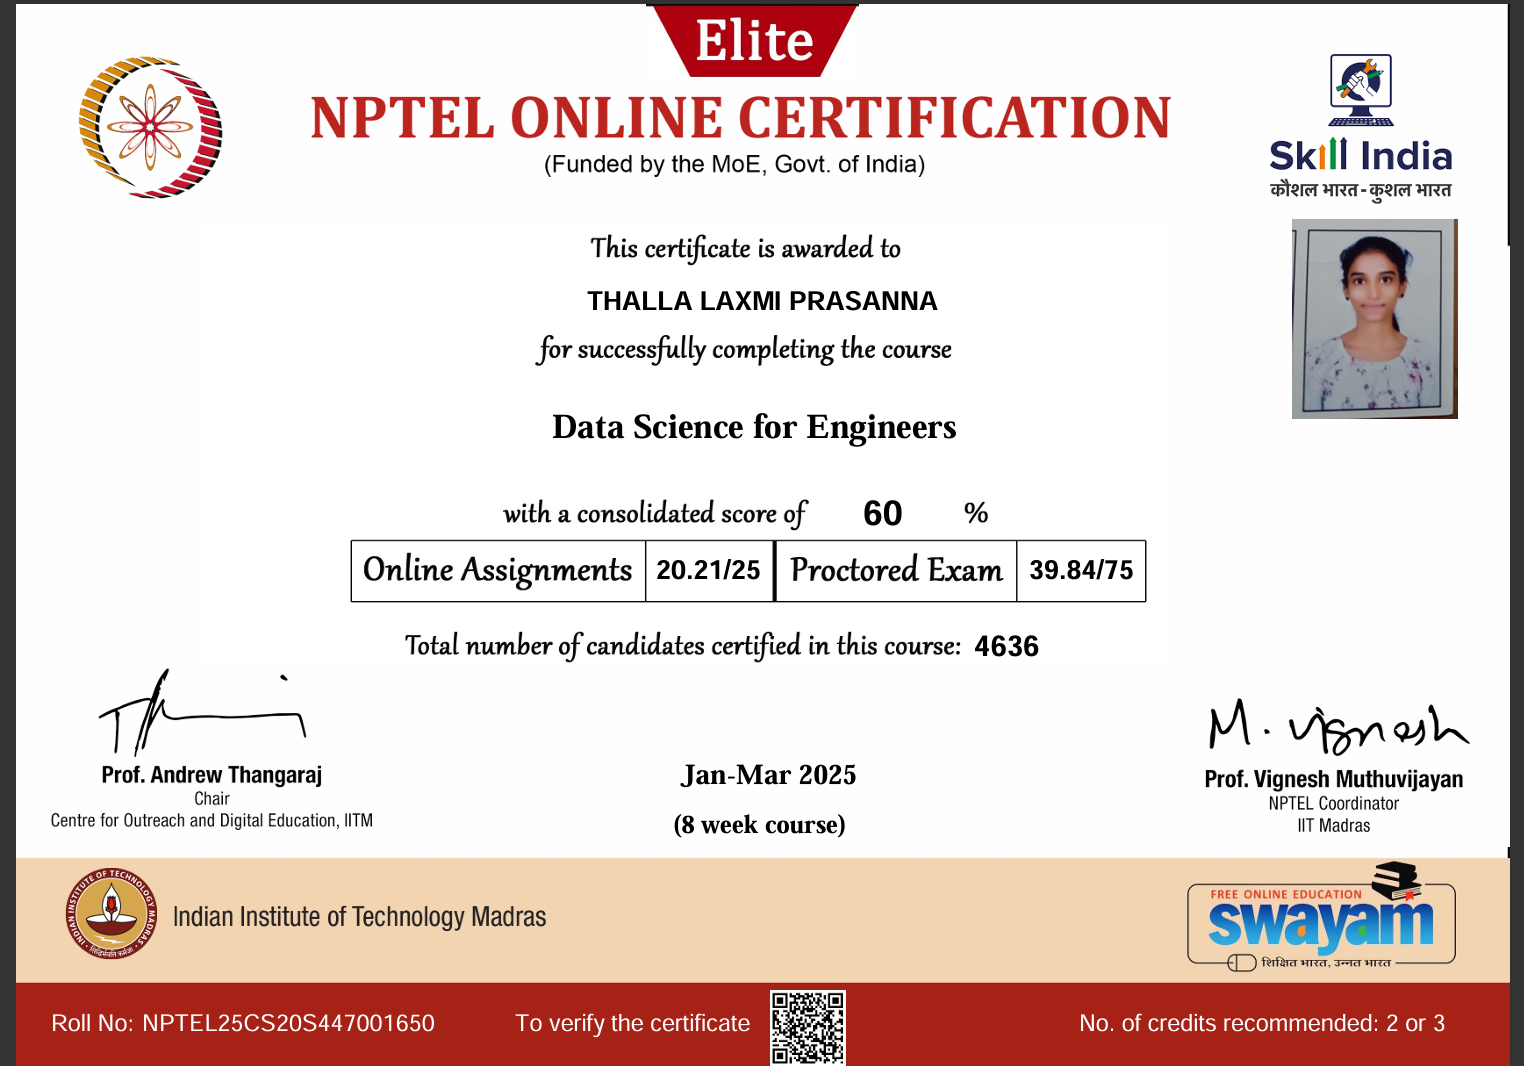 Elite
NPTEL ONLINE CERTIFICATION
(Funded by the MoE, Govt. of India)
Skill India
कौशल भारत - कुशल भारत
This certificate is awarded to
THALLA LAXMI PRASANNA
for successfully completing the course
Data Science for Engineers
with a consolidated score of 60 %
Online Assignments 20.21/25 Proctored Exam 39.84/75
Total number of candidates certified in this course: 4636
M. Vignesh
Prof. Andrew Thangaraj
Chair
Centre for Outreach and Digital Education, IITM
Jan-Mar 2025
(8 week course)
Prof. Vignesh Muthuvijayan
NPTEL Coordinator
IIT Madras
INDIAN INSTITUTE OF TECHNOLOGY MADRAS
Indian Institute of Technology Madras
FREE ONLINE EDUCATION
swayam
शिक्षित भारत, उन्नत भारत
Roll No: NPTEL25CS20S447001650
To verify the certificate
No. of credits recommended: 2 or 3